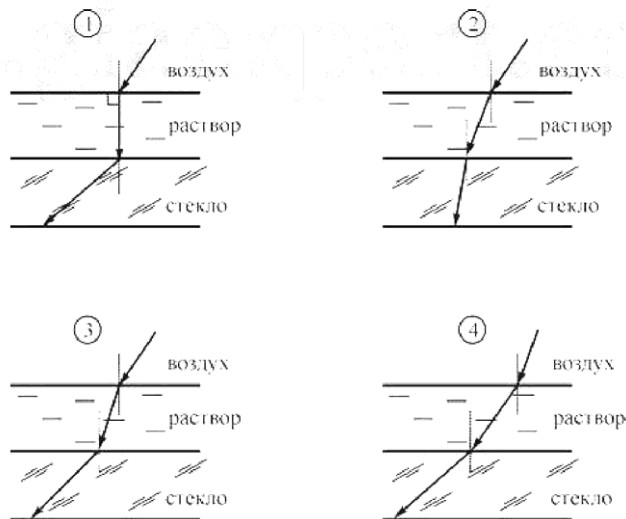 1
воздух
раствор
стекло
2
воздух
раствор
стекло
3
воздух
раствор
стекло
4
воздух
раствор
стекло